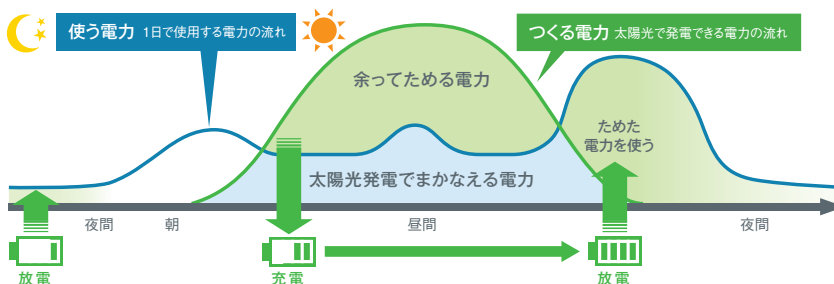 使う電力 1日で使用する電力の流れ
つくる電力 太陽光で発電できる電力の流れ
余ってためる電力
ためた
電力を使う
太陽光発電でまかなえる電力
夜間
朝
昼間
夜間
放電
充電
放電